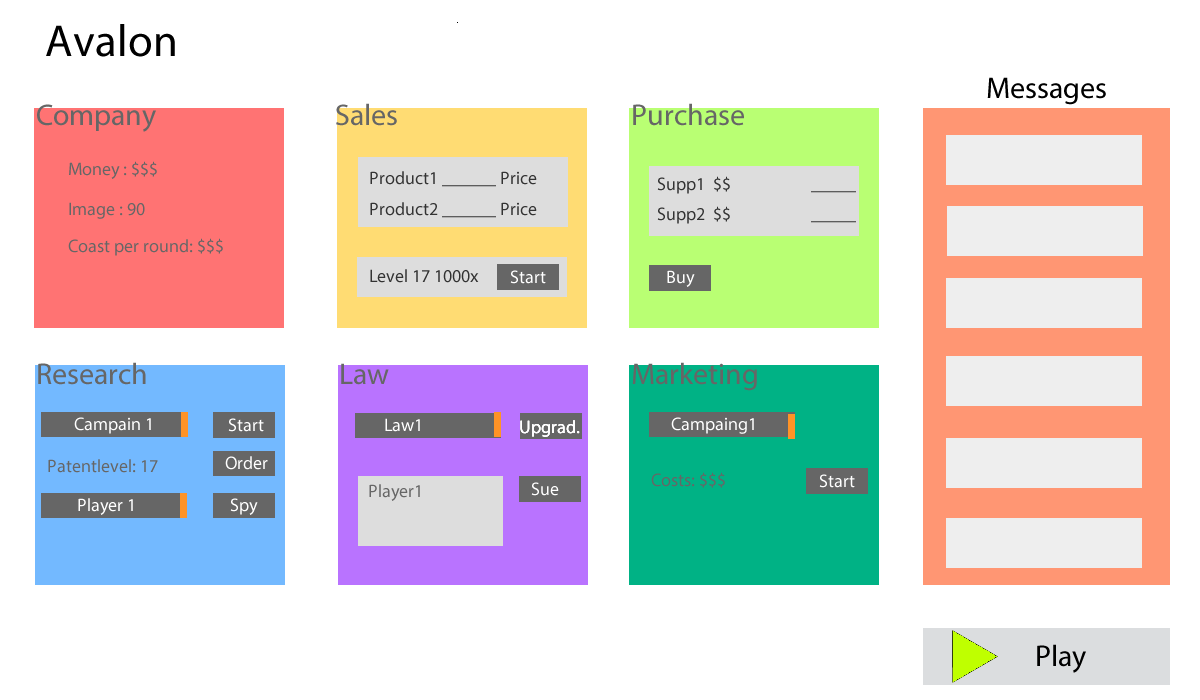 Avalon
Messages
Company
Money : $$$
Image : 90
Coast per round: $$$
Sales
Product1 ______ Price
Product2 ______ Price
Level 17 1000x Start
Purchase
Supp1 $$ _____
Supp2 $$ _____
Buy
Research
Campain 1 Start
Patentlevel: 17 Order
Player 1 Spy
Law
Law1 Upgrad.
Player1 Sue
Marketing
Campaing1
Costs: $$$ Start
Play